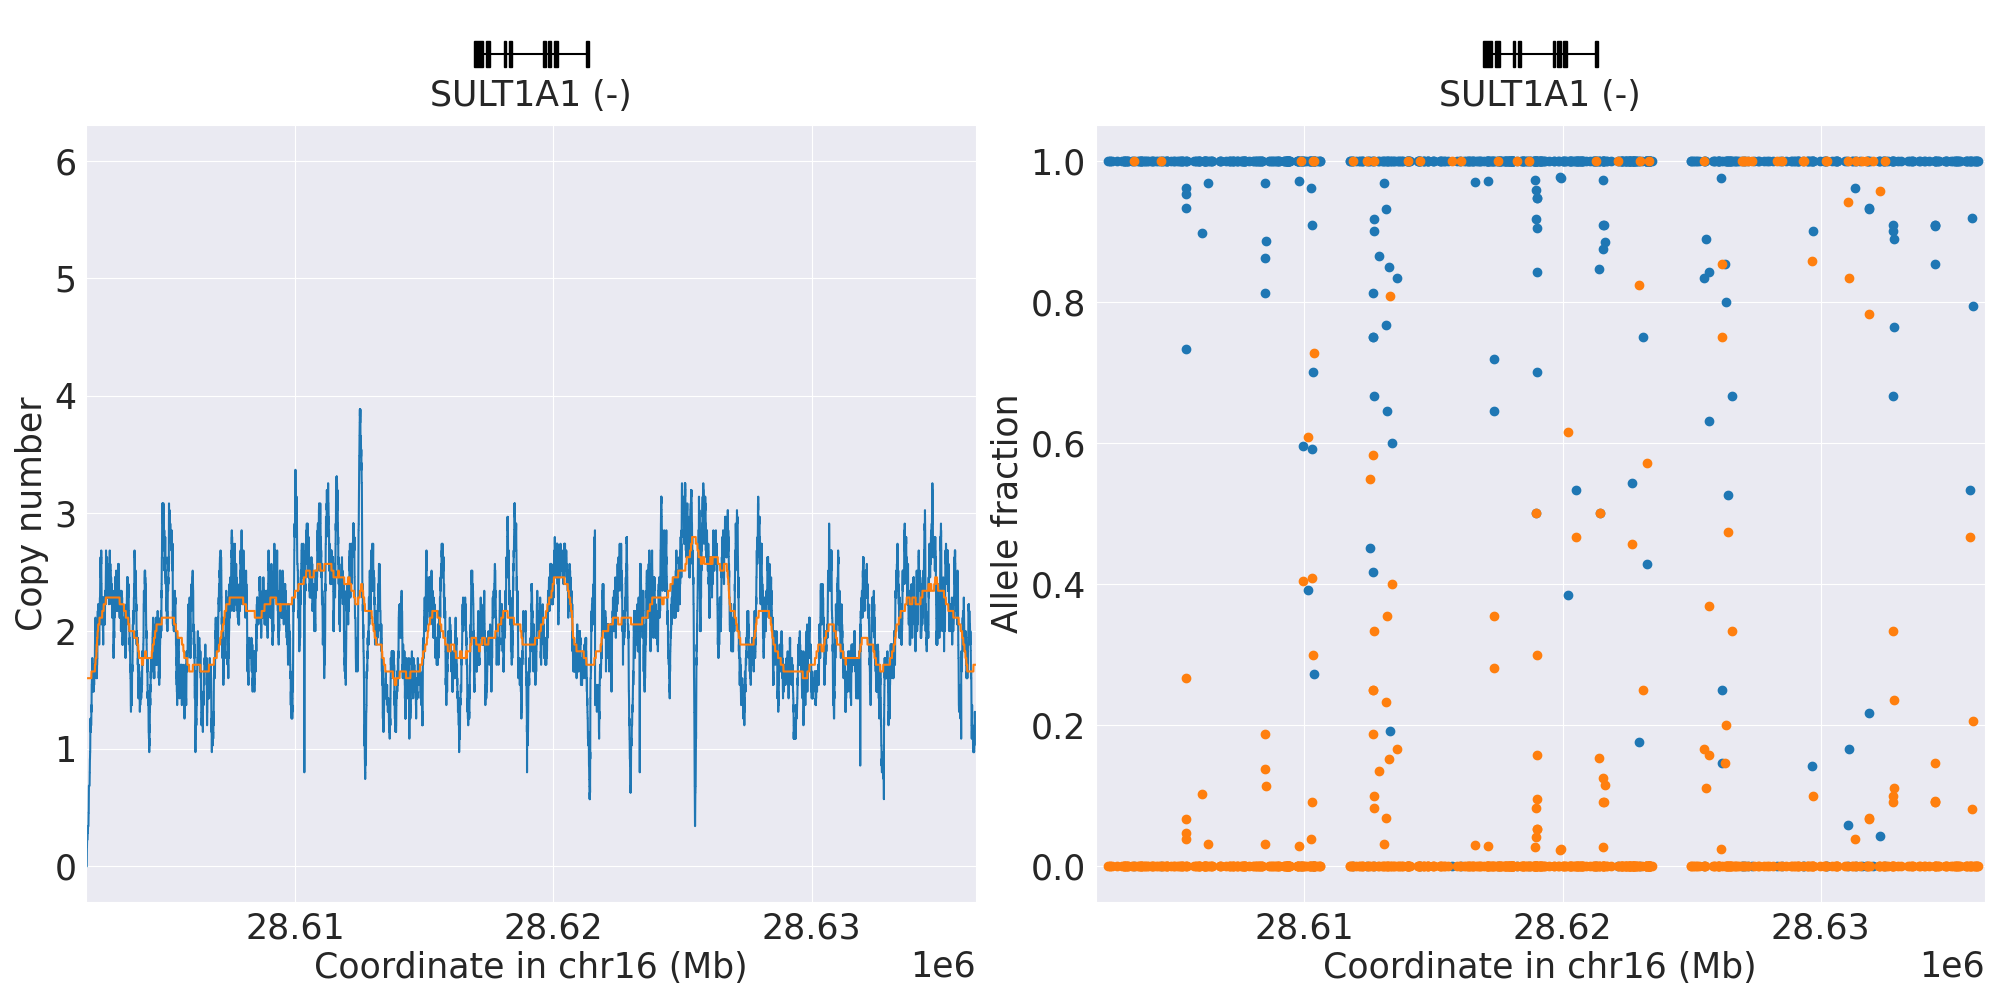 SULT1A1 (-)
6
5
4
3
2
1
0
Copy number
28.61
28.62
28.63
Coordinate in chr16 (Mb)
1e6
SULT1A1 (-)
1.0
0.8
0.6
0.4
0.2
0.0
Allele fraction
28.61
28.62
28.63
Coordinate in chr16 (Mb)
1e6